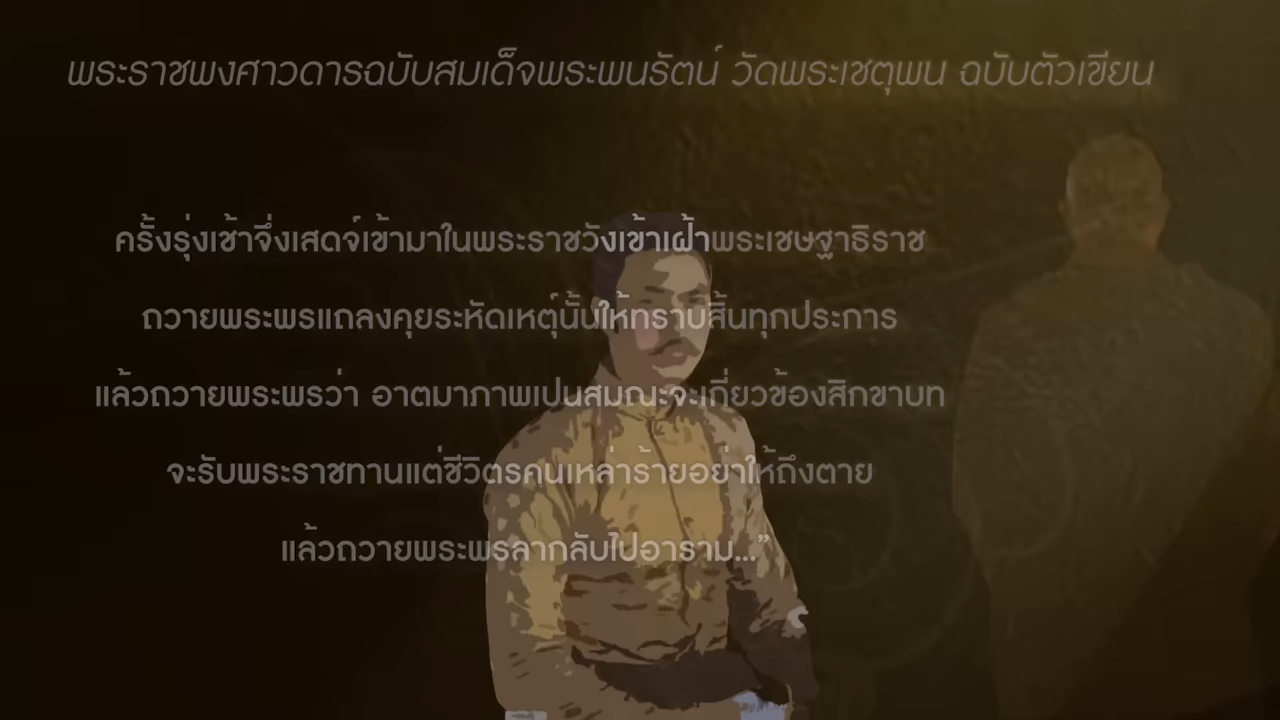 พระราชพงศาวดารฉบับสมเด็จพระพนรัตน์ วัดพระเชตุพน ฉบับตัวเขียน
ครั้งรุ่งเช้าจึ่งเสดจ์เข้ามาในพระราชวังเข้าเฝ้าพระเชษฐาธิราช
ถวายพระพรแถลงคุยระหัดเหตุ์นั้นให้ทราบสิ้นทุกประการ
แล้วถวายพระพรว่า อาตมาภาพเปนสมณะจะเกี่ยวข้องสิกขาบท
จะรับพระราชทานแต่ชีวิตรคนเหล่าร้ายอย่าให้ถึงตาย
แล้วถวายพระพรลากลับไปอาราม...”